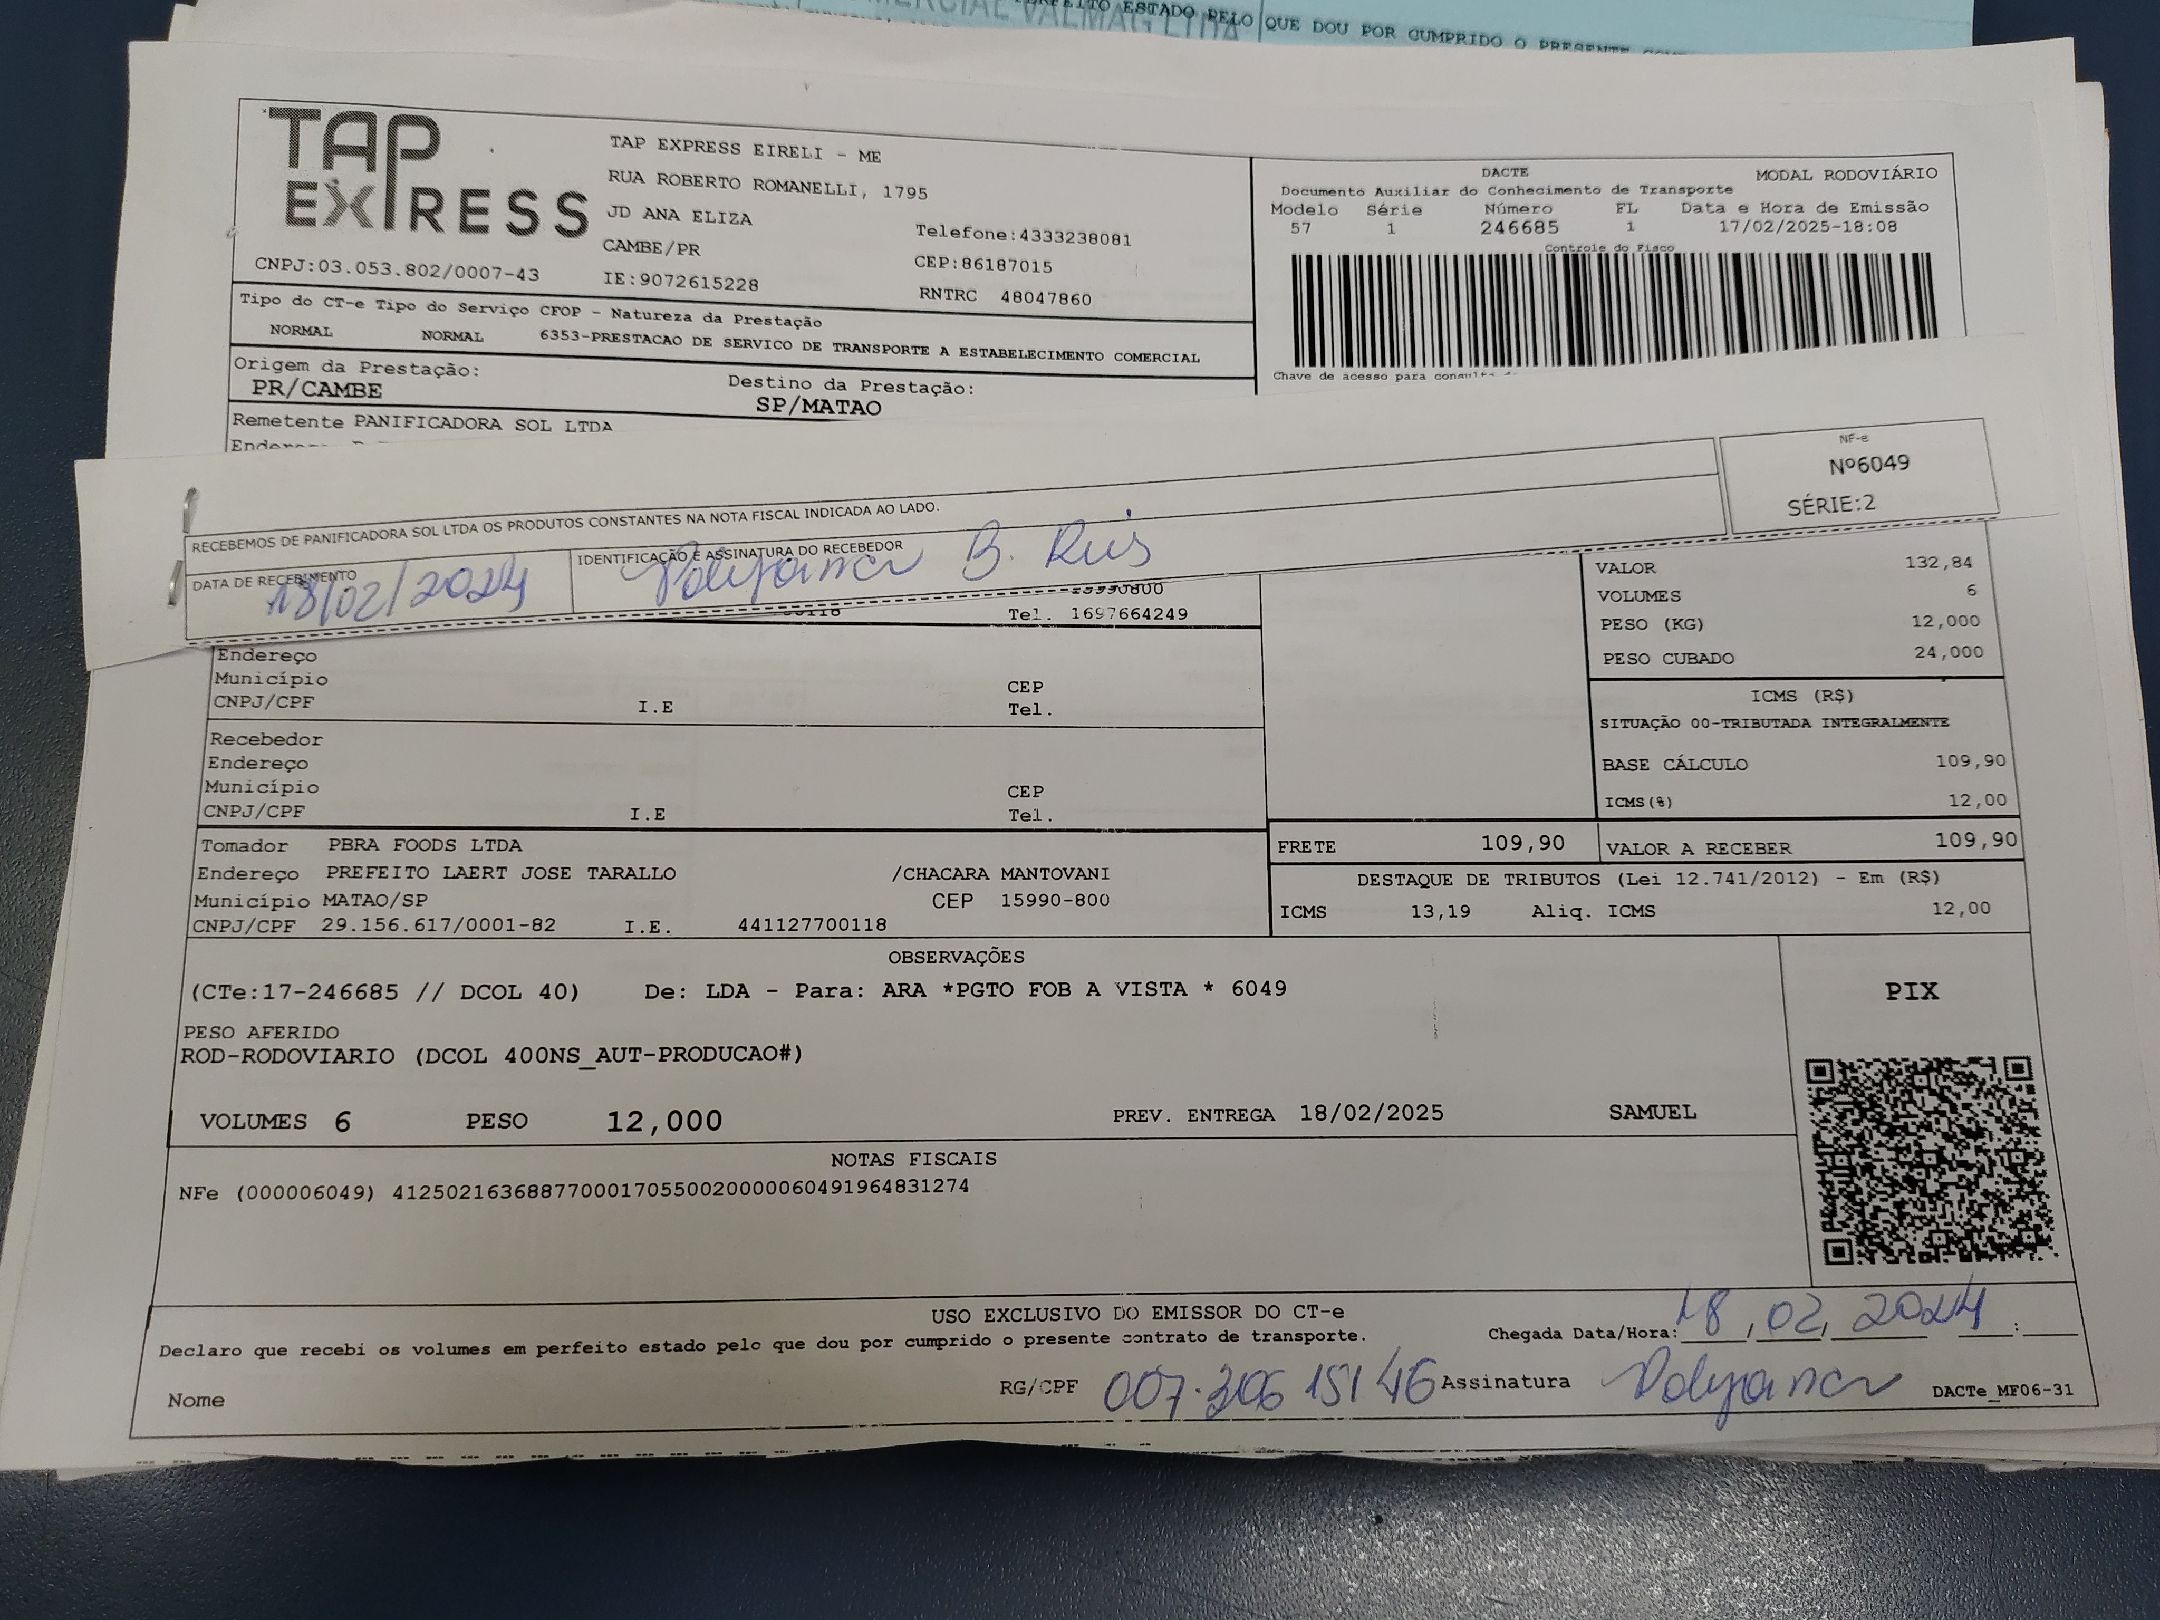 PERFEITO ESTADO PELO QUE DOU POR CUMPRIDO O PRESENTE
TAP EXPRESS
TAP EXPRESS EIRELI - ME
RUA ROBERTO ROMANELLI, 1795
JD ANA ELIZA
CAMBE/PR
Telefone:4333238081
CEP:86187015
CNPJ:03.053.802/0007-43
IE:9072615228
RNTRC 48047860
DACTE
MODAL RODOVIÁRIO
Documento Auxiliar do Conhecimento de Transporte
Modelo Série Número FL Data e Hora de Emissão
57 1 246685 1 17/02/2025-18:08
Controle do Fisco
Chave de acesso para consulta
Tipo do CT-e Tipo do Serviço CFOP - Natureza da Prestação
NORMAL NORMAL 6353-PRESTACAO DE SERVICO DE TRANSPORTE A ESTABELECIMENTO COMERCIAL
Origem da Prestação: Destino da Prestação:
PR/CAMBE SP/MATAO
Remetente PANIFICADORA SOL LTDA
NF-e
Nº6049
SÉRIE:2
RECEBEMOS DE PANIFICADORA SOL LTDA OS PRODUTOS CONSTANTES NA NOTA FISCAL INDICADA AO LADO.
DATA DE RECEBIMENTO
18/02/2024
IDENTIFICAÇÃO E ASSINATURA DO RECEBEDOR
Polyana B. Reis
Tel. 1697664249
VALOR 132,84
VOLUMES 6
PESO (KG) 12,000
PESO CUBADO 24,000
Endereço
Município CEP
CNPJ/CPF I.E Tel.
Recebedor
Endereço
Município CEP
CNPJ/CPF I.E Tel.
ICMS (R$)
SITUAÇÃO 00-TRIBUTADA INTEGRALMENTE
BASE CÁLCULO 109,90
ICMS(%) 12,00
FRETE 109,90 VALOR A RECEBER 109,90
Tomador PBRA FOODS LTDA
Endereço PREFEITO LAERT JOSE TARALLO /CHACARA MANTOVANI
Município MATAO/SP CEP 15990-800
CNPJ/CPF 29.156.617/0001-82 I.E. 441127700118
DESTAQUE DE TRIBUTOS (Lei 12.741/2012) - Em (R$)
ICMS 13,19 Aliq. ICMS 12,00
OBSERVAÇÕES
(CTe:17-246685 // DCOL 40) De: LDA - Para: ARA *PGTO FOB A VISTA * 6049
PESO AFERIDO
ROD-RODOVIARIO (DCOL 400NS_AUT-PRODUCAO#)
VOLUMES 6 PESO 12,000 PREV. ENTREGA 18/02/2025 SAMUEL
PIX
NOTAS FISCAIS
NFe (000006049) 41250216368877000170550020000060491964831274
USO EXCLUSIVO DO EMISSOR DO CT-e
Declaro que recebi os volumes em perfeito estado pelo que dou por cumprido o presente contrato de transporte.
Chegada Data/Hora: 18, 02, 2024 :
Nome RG/CPF 007.306 151 46 Assinatura Polyana DACTe_MF06-31